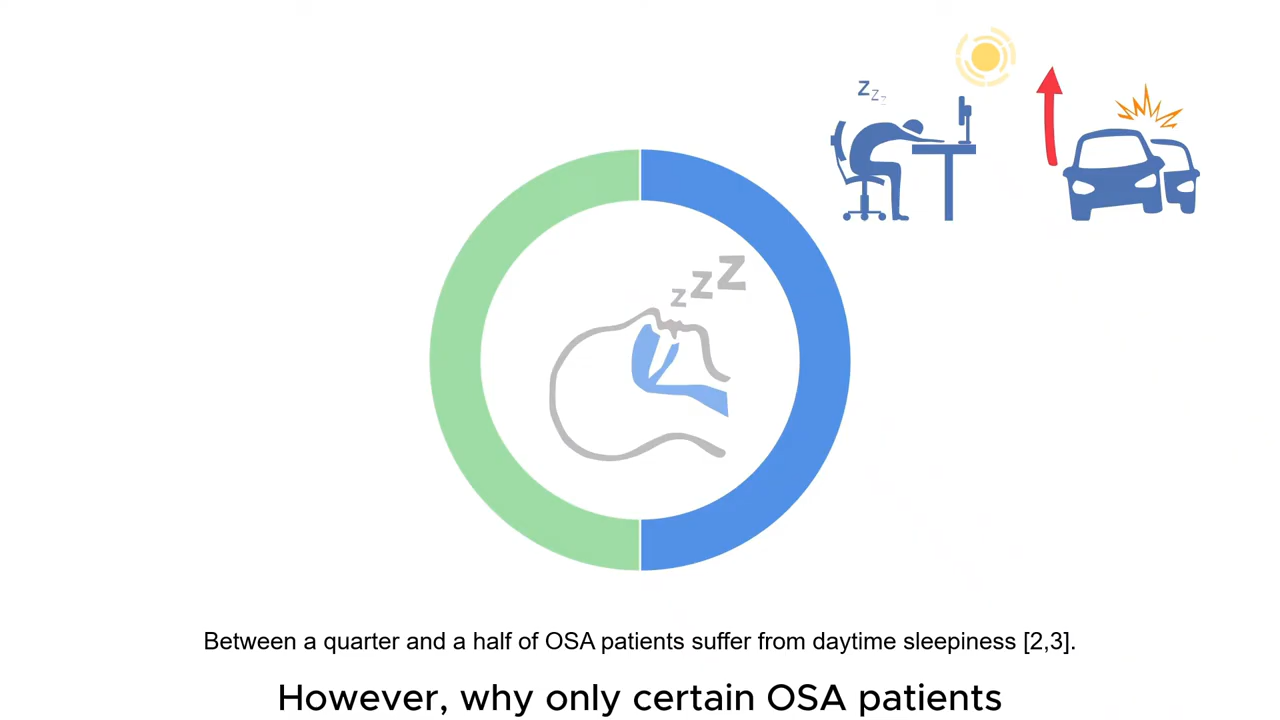 z z z
z z z
Between a quarter and a half of OSA patients suffer from daytime sleepiness [2,3].
However, why only certain OSA patients